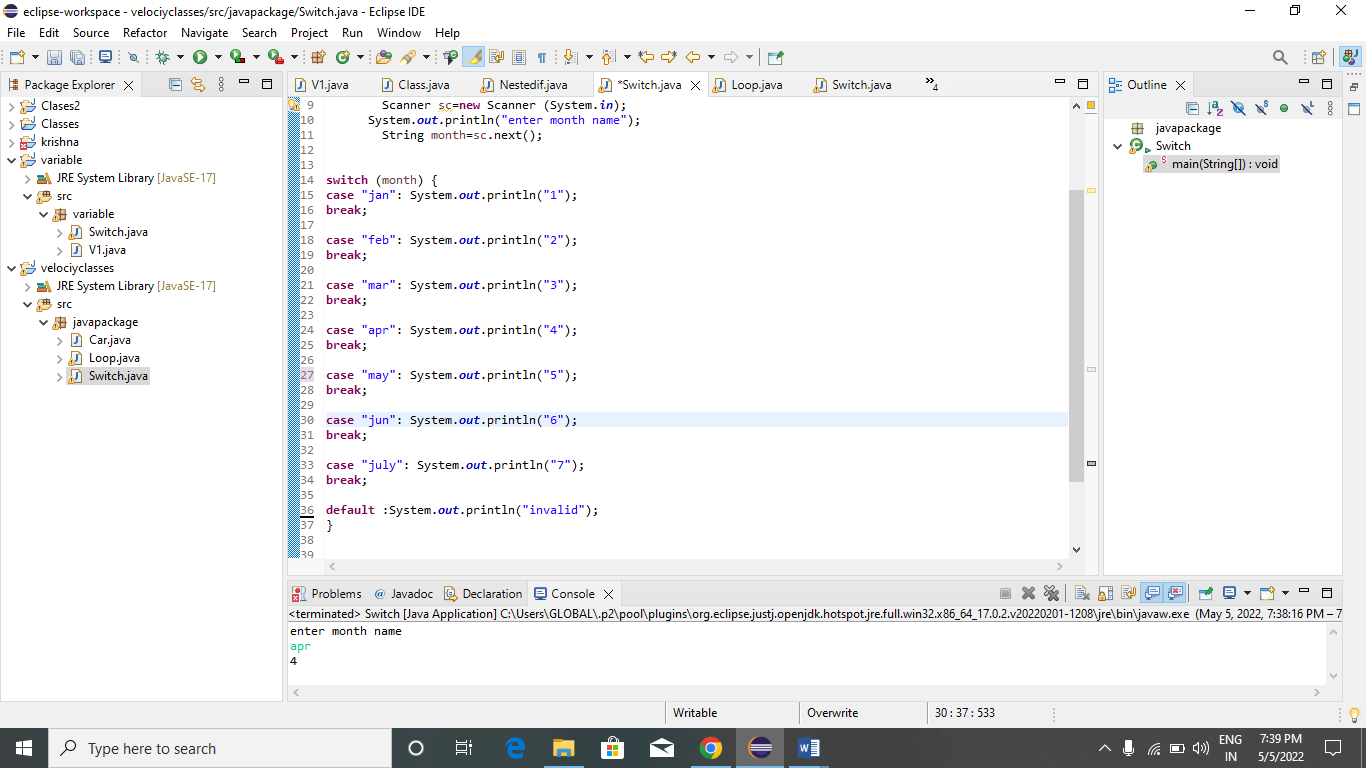 eclipse-workspace - velociyclasses/src/javapackage/Switch.java - Eclipse IDE
File Edit Source Refactor Navigate Search Project Run Window Help
Package Explorer
Clases2
Classes
krishna
variable
JRE System Library [JavaSE-17]
src
variable
Switch.java
V1.java
velociyclasses
JRE System Library [JavaSE-17]
src
javapackage
Car.java
Loop.java
Switch.java
V1.java Class.java Nestedif.java *Switch.java Loop.java Switch.java »4
9 Scanner sc=new Scanner (System.in);
10 System.out.println("enter month name");
11 String month=sc.next();
12
13
14 switch (month) {
15 case "jan": System.out.println("1");
16 break;
17
18 case "feb": System.out.println("2");
19 break;
20
21 case "mar": System.out.println("3");
22 break;
23
24 case "apr": System.out.println("4");
25 break;
26
27 case "may": System.out.println("5");
28 break;
29
30 case "jun": System.out.println("6");
31 break;
32
33 case "july": System.out.println("7");
34 break;
35
36 default :System.out.println("invalid");
37 }
38
39
Outline
javapackage
Switch
main(String[]) : void
Problems @ Javadoc Declaration Console
<terminated> Switch [Java Application] C:\Users\GLOBAL\.p2\pool\plugins\org.eclipse.justj.openjdk.hotspot.jre.full.win32.x86_64_17.0.2.v20220201-1208\jre\bin\javaw.exe (May 5, 2022, 7:38:16 PM – 7
enter month name
apr
4
Writable Overwrite 30 : 37 : 533
Type here to search
ENG
IN
7:39 PM
5/5/2022